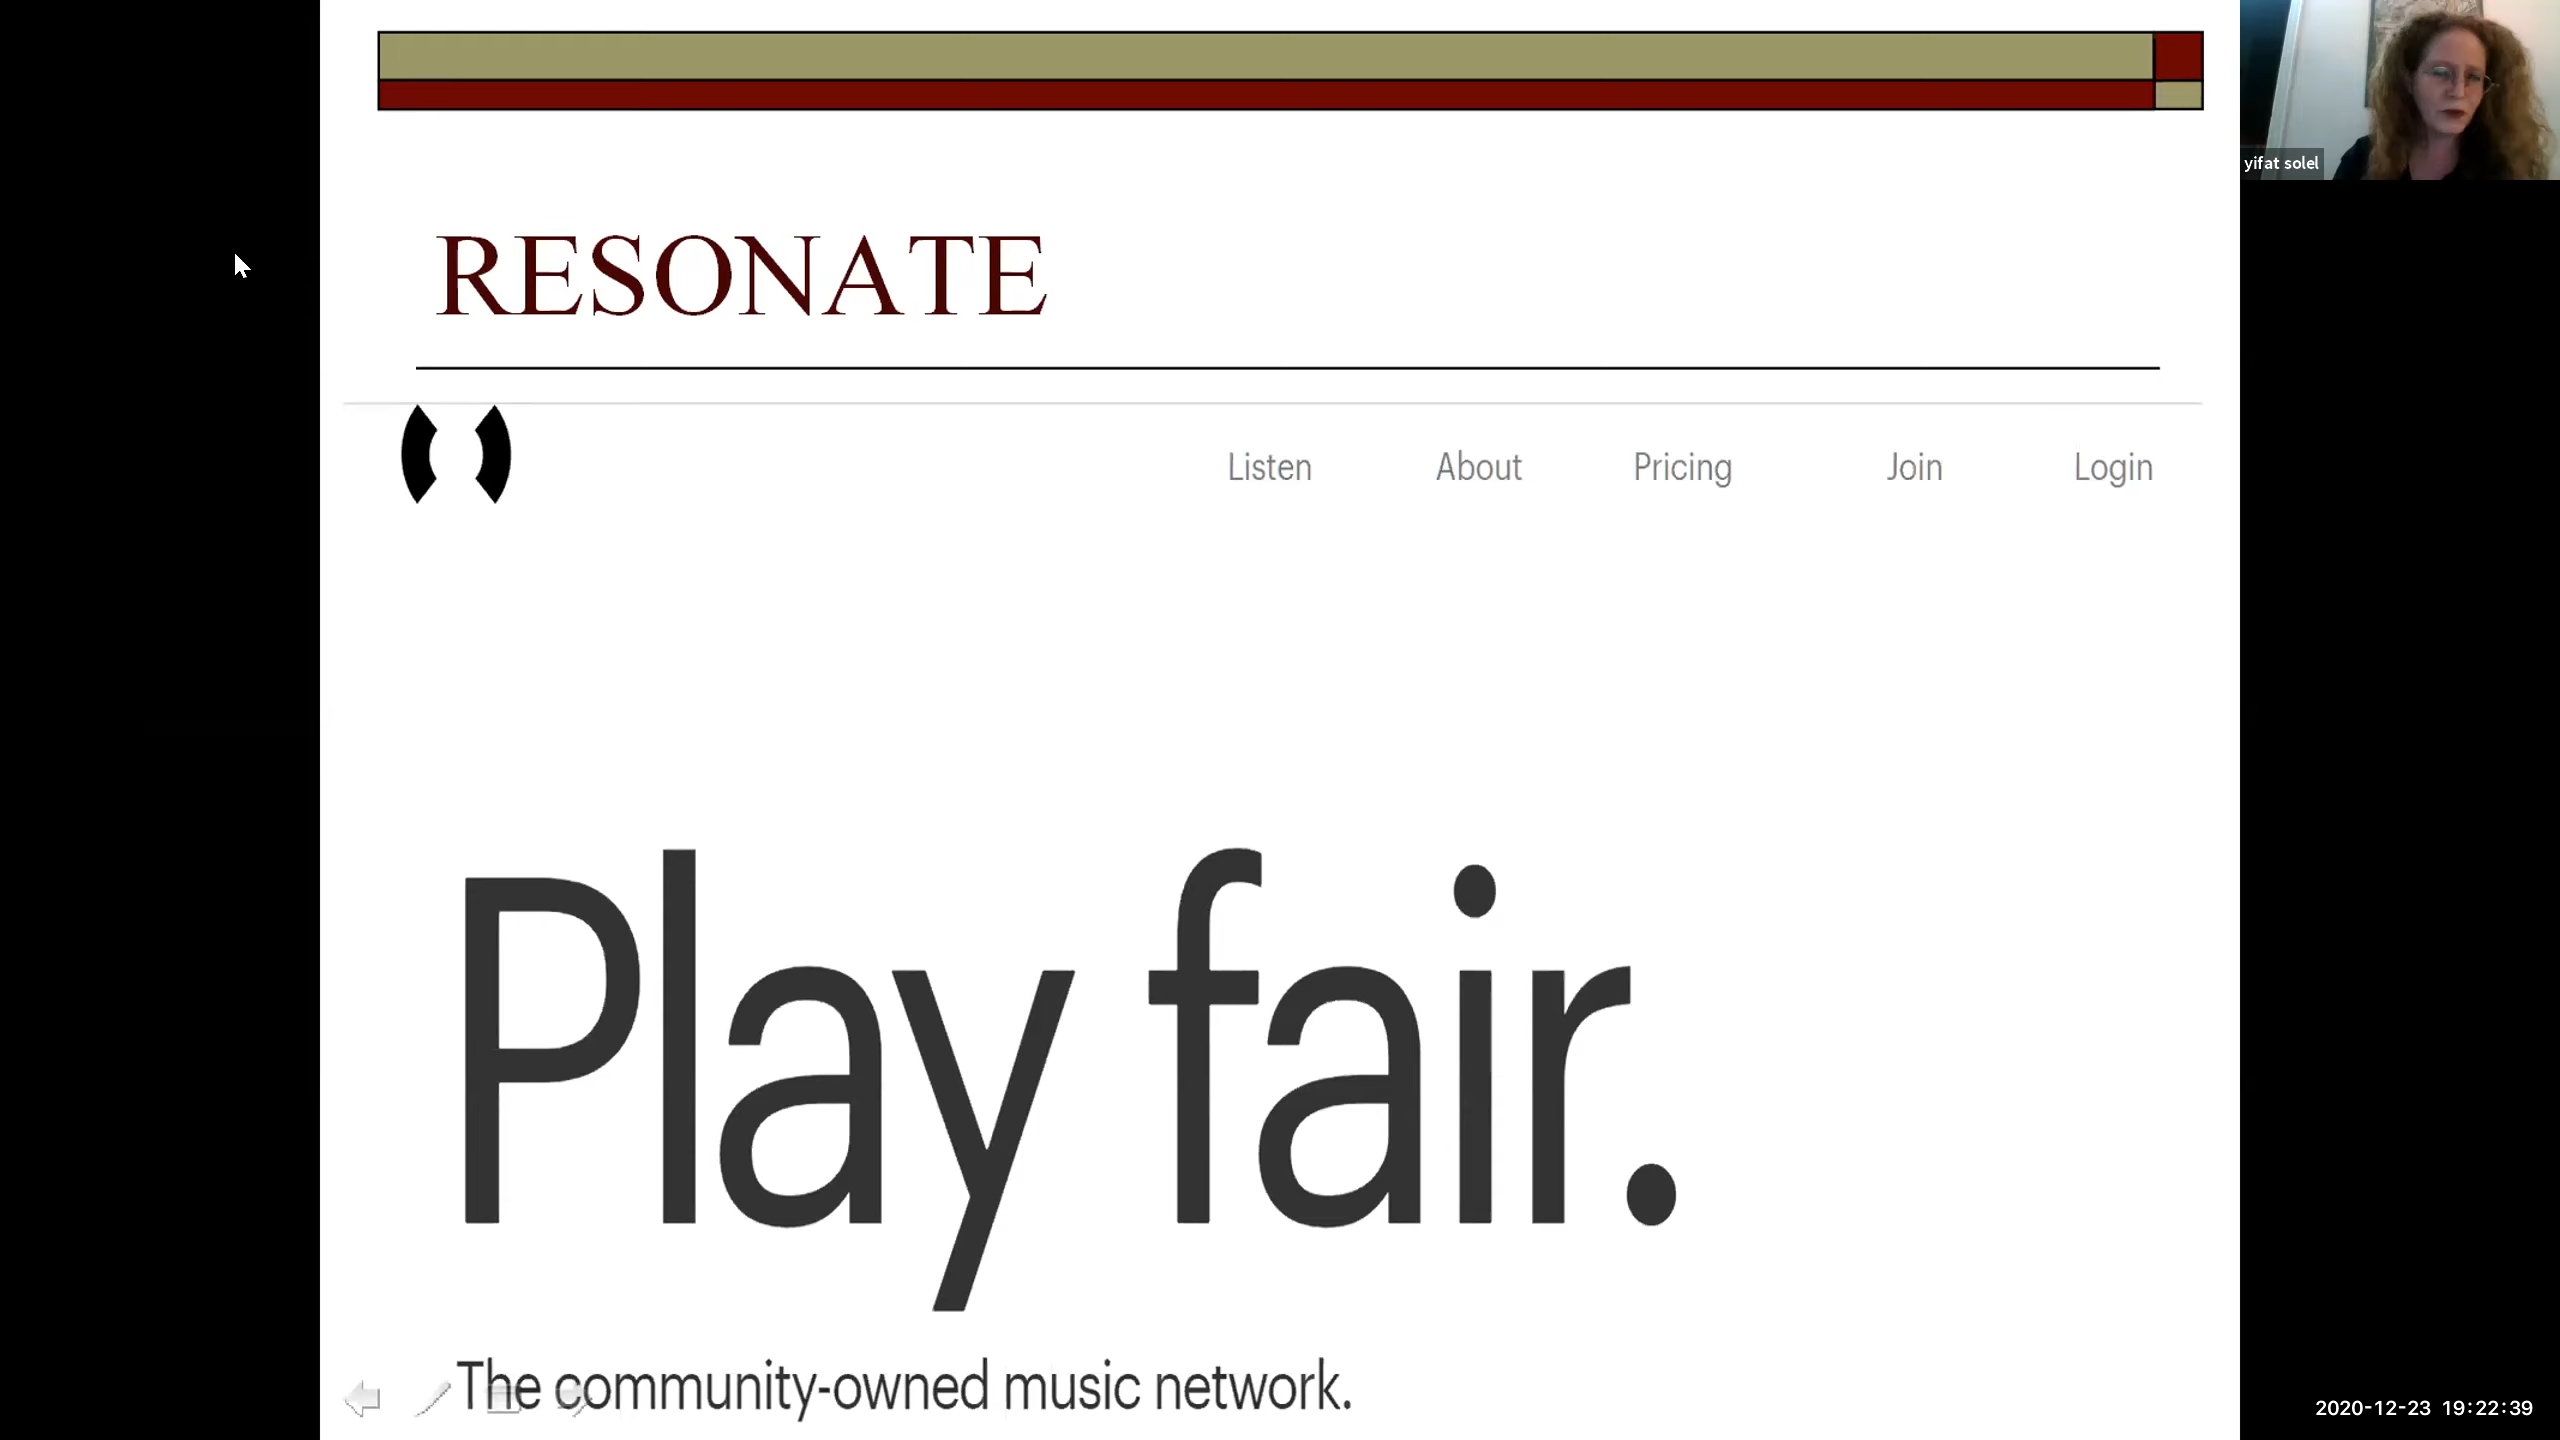 yifat solel
RESONATE
Listen About Pricing Join Login
Play fair.
The community-owned music network.
2020-12-23 19:22:39